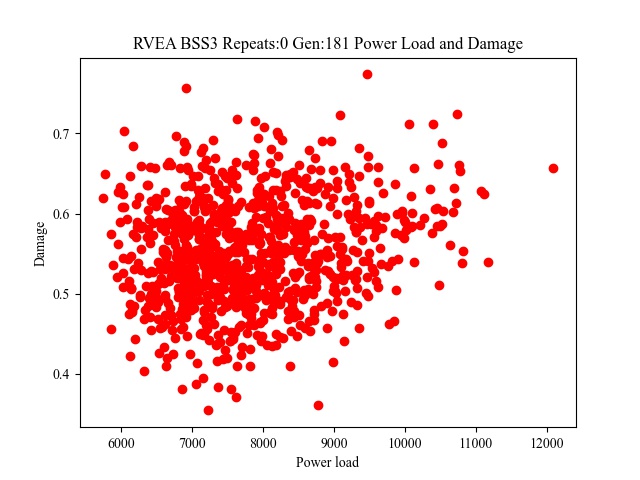 RVEA BSS3 Repeats:0 Gen:181 Power Load and Damage
0.7
0.6
0.5
0.4
Damage
6000 7000 8000 9000 10000 11000 12000
Power load